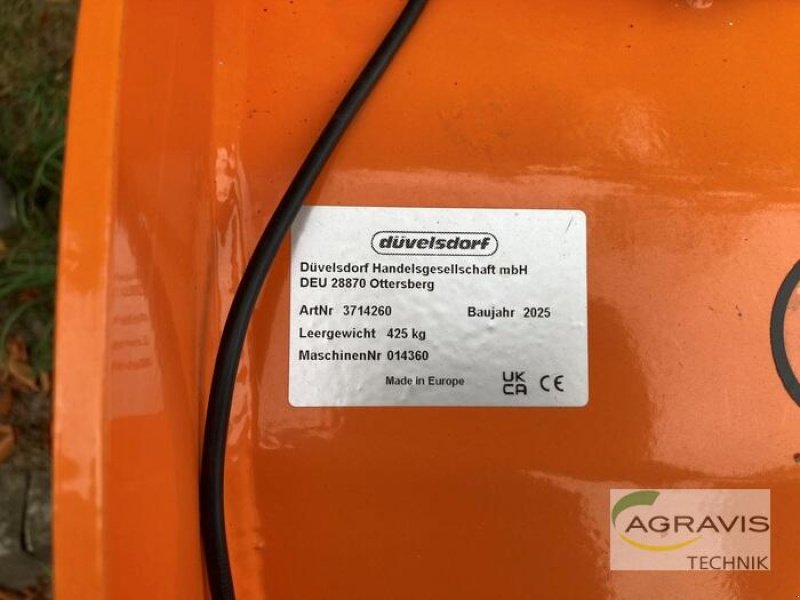 düvelsdorf
Düvelsdorf Handelsgesellschaft mbH
DEU 28870 Ottersberg
ArtNr 3714260 Baujahr 2025
Leergewicht 425 kg
MaschinenNr 014360
Made in Europe UK CA CE
AGRAVIS
TECHNIK